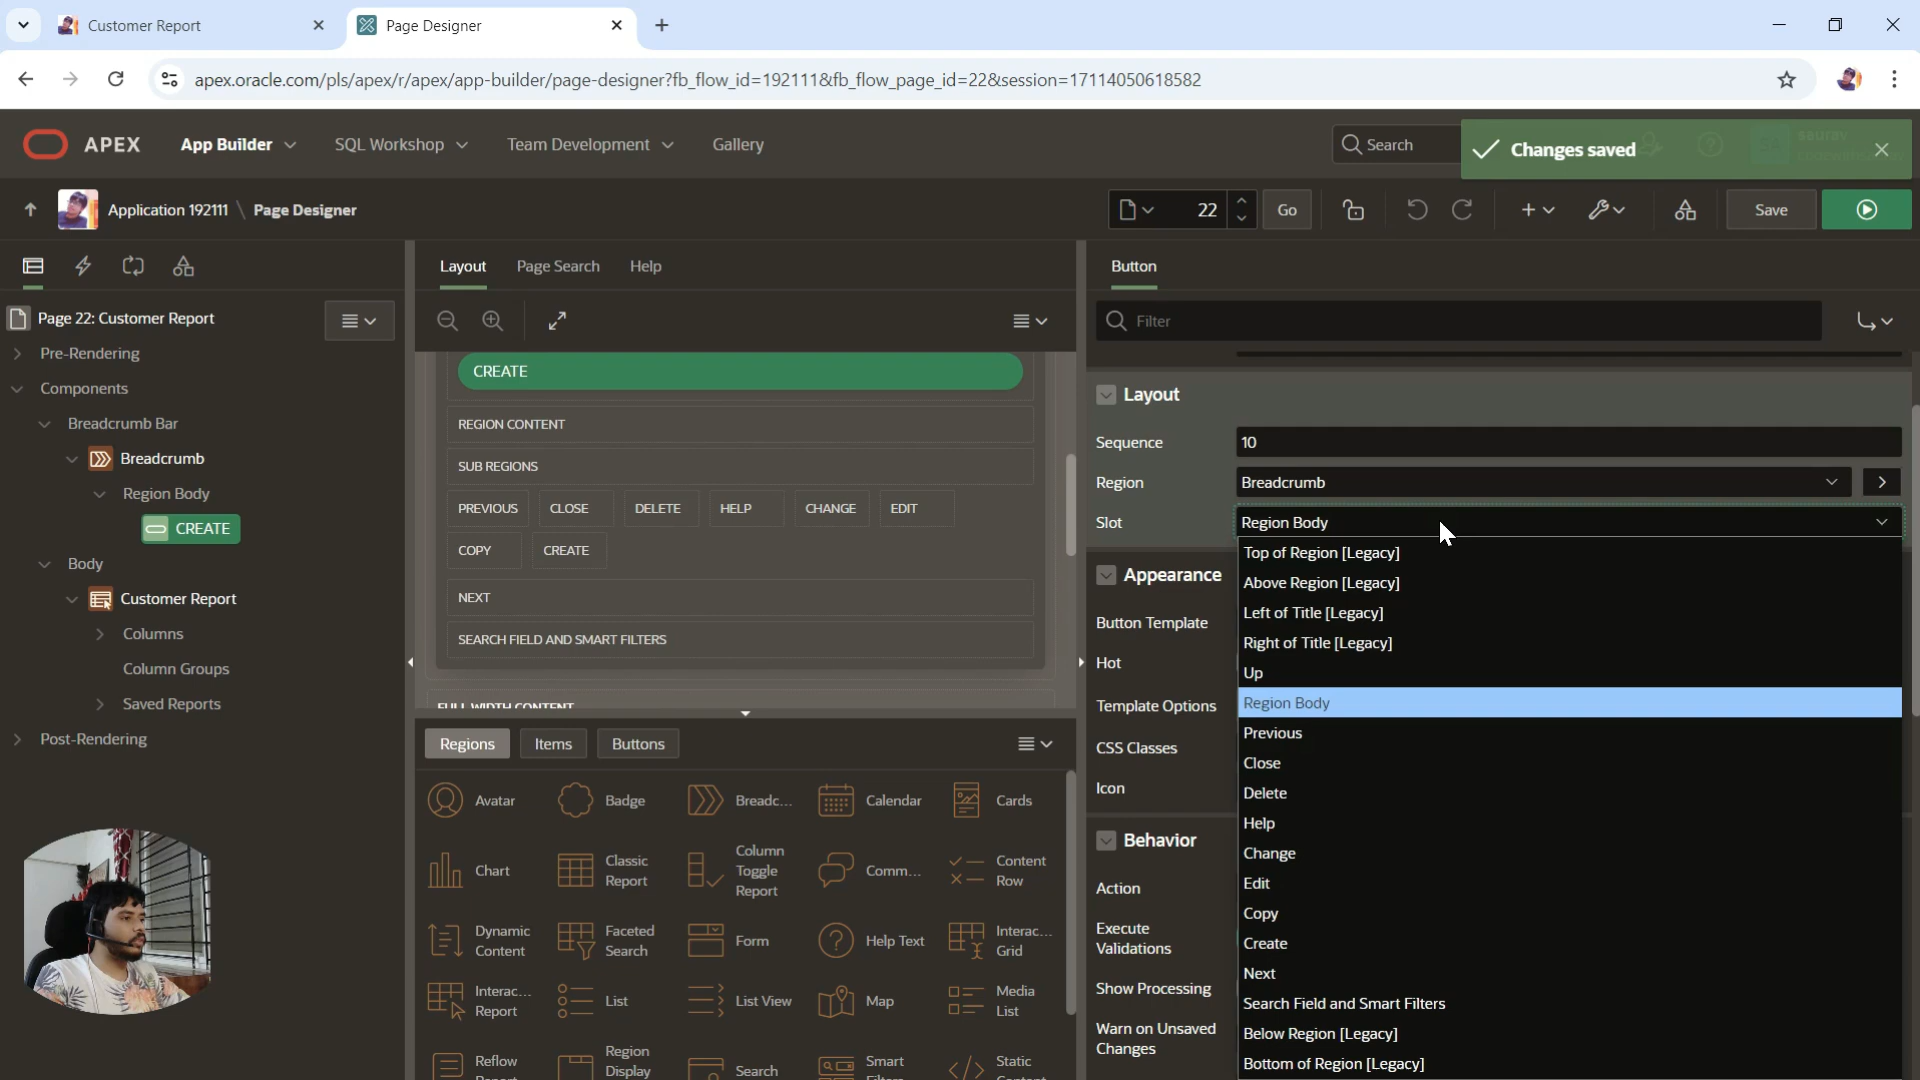 Customer Report
Page Designer
apex.oracle.com/pls/apex/r/apex/app-builder/page-designer?fb_flow_id=192111&fb_flow_page_id=22&session=17114050618582
APEX
App Builder
SQL Workshop
Team Development
Gallery
Search
Changes saved
saurav
Application 192111 \ Page Designer
22
Go
Save
Layout
Page Search
Help
Button
Page 22: Customer Report
Pre-Rendering
Components
Breadcrumb Bar
Breadcrumb
Region Body
CREATE
Body
Customer Report
Columns
Column Groups
Saved Reports
Post-Rendering
CREATE
REGION CONTENT
SUB REGIONS
PREVIOUS
CLOSE
DELETE
HELP
CHANGE
EDIT
COPY
CREATE
NEXT
SEARCH FIELD AND SMART FILTERS
FULL WIDTH CONTENT
Regions
Items
Buttons
Avatar
Badge
Breadc...
Calendar
Cards
Chart
Classic
Report
Column
Toggle
Report
Comm...
Content
Row
Dynamic
Content
Faceted
Search
Form
Help Text
Interac...
Grid
Interac...
Report
List
List View
Map
Media
List
Reflow
Report
Region
Display
Search
Smart
Filters
Static
Content
Filter
Layout
Sequence
10
Region
Breadcrumb
Slot
Region Body
Top of Region [Legacy]
Above Region [Legacy]
Left of Title [Legacy]
Right of Title [Legacy]
Up
Region Body
Previous
Close
Delete
Help
Change
Edit
Copy
Create
Next
Search Field and Smart Filters
Below Region [Legacy]
Bottom of Region [Legacy]
Appearance
Button Template
Hot
Template Options
CSS Classes
Icon
Behavior
Action
Execute
Validations
Show Processing
Warn on Unsaved
Changes